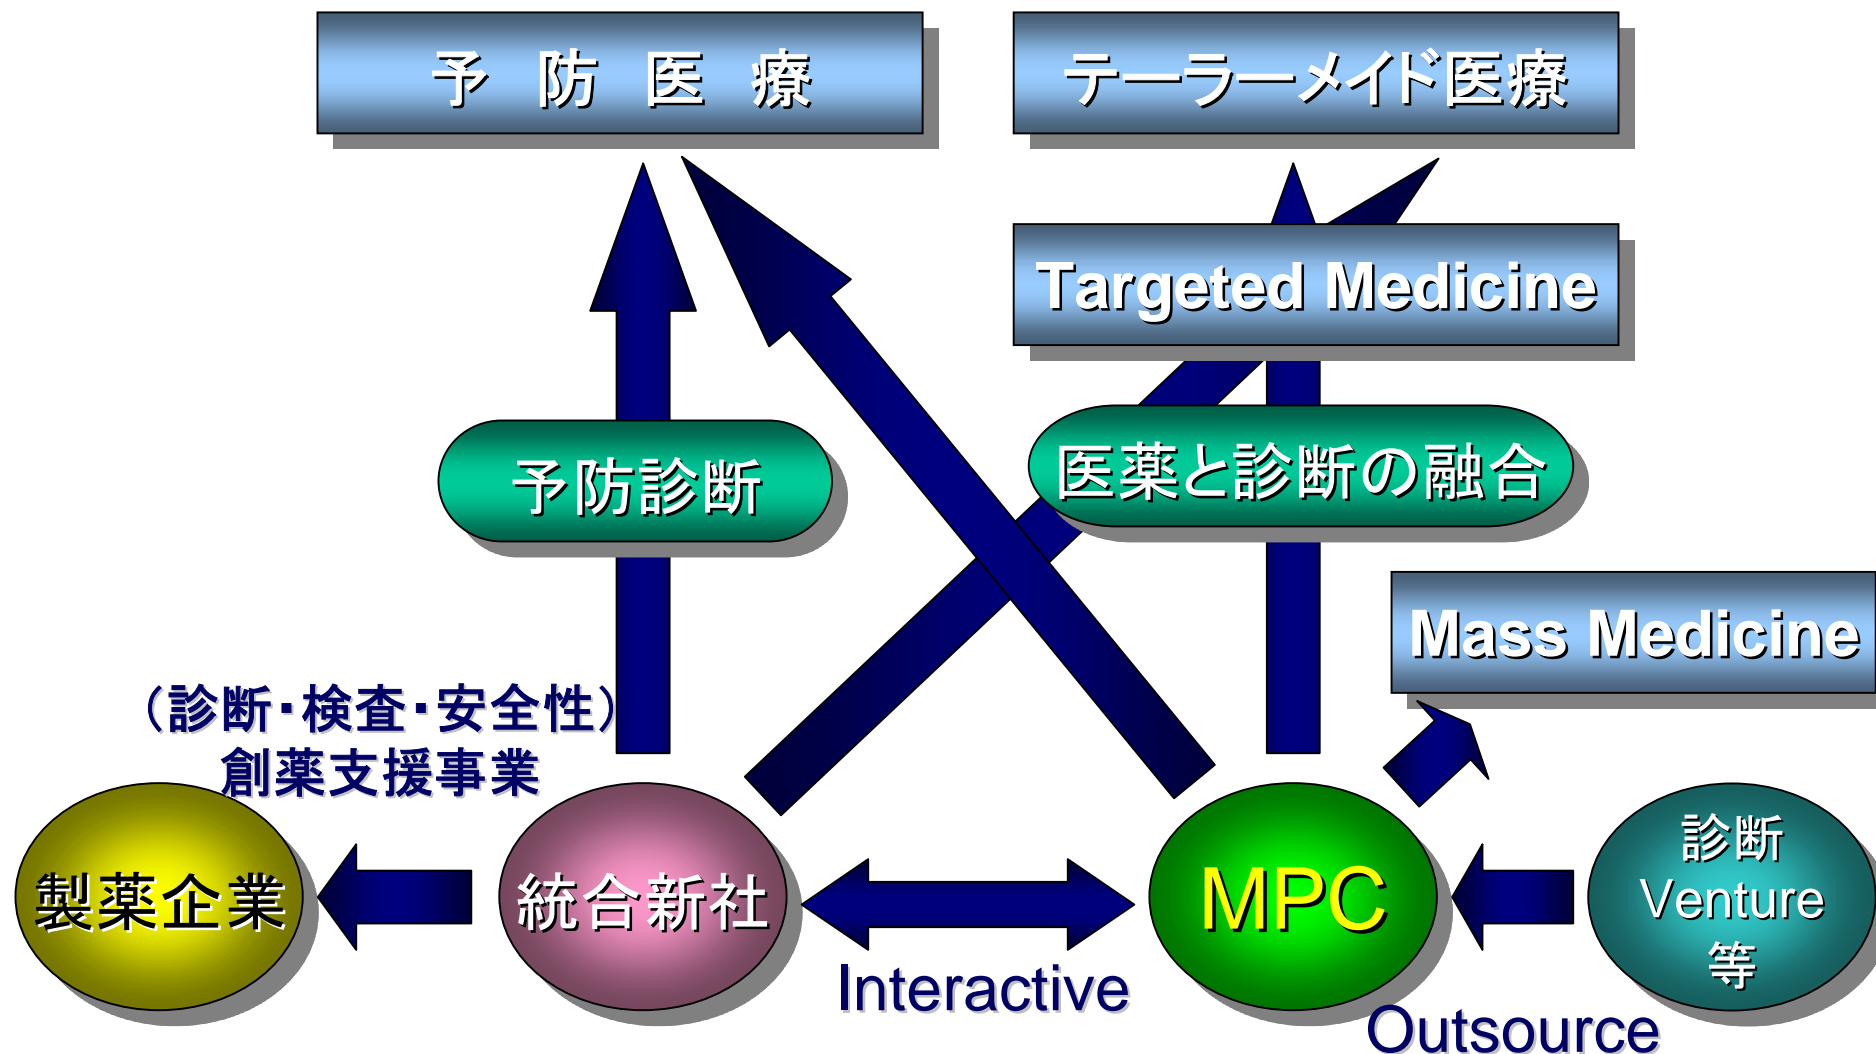 予 防 医 療
テーラーメイド医療
Targeted Medicine
予防診断
医薬と診断の融合
Mass Medicine
（診断・検査・安全性）
創薬支援事業
製薬企業
統合新社
Interactive
MPC
診断
Venture
等
Outsource